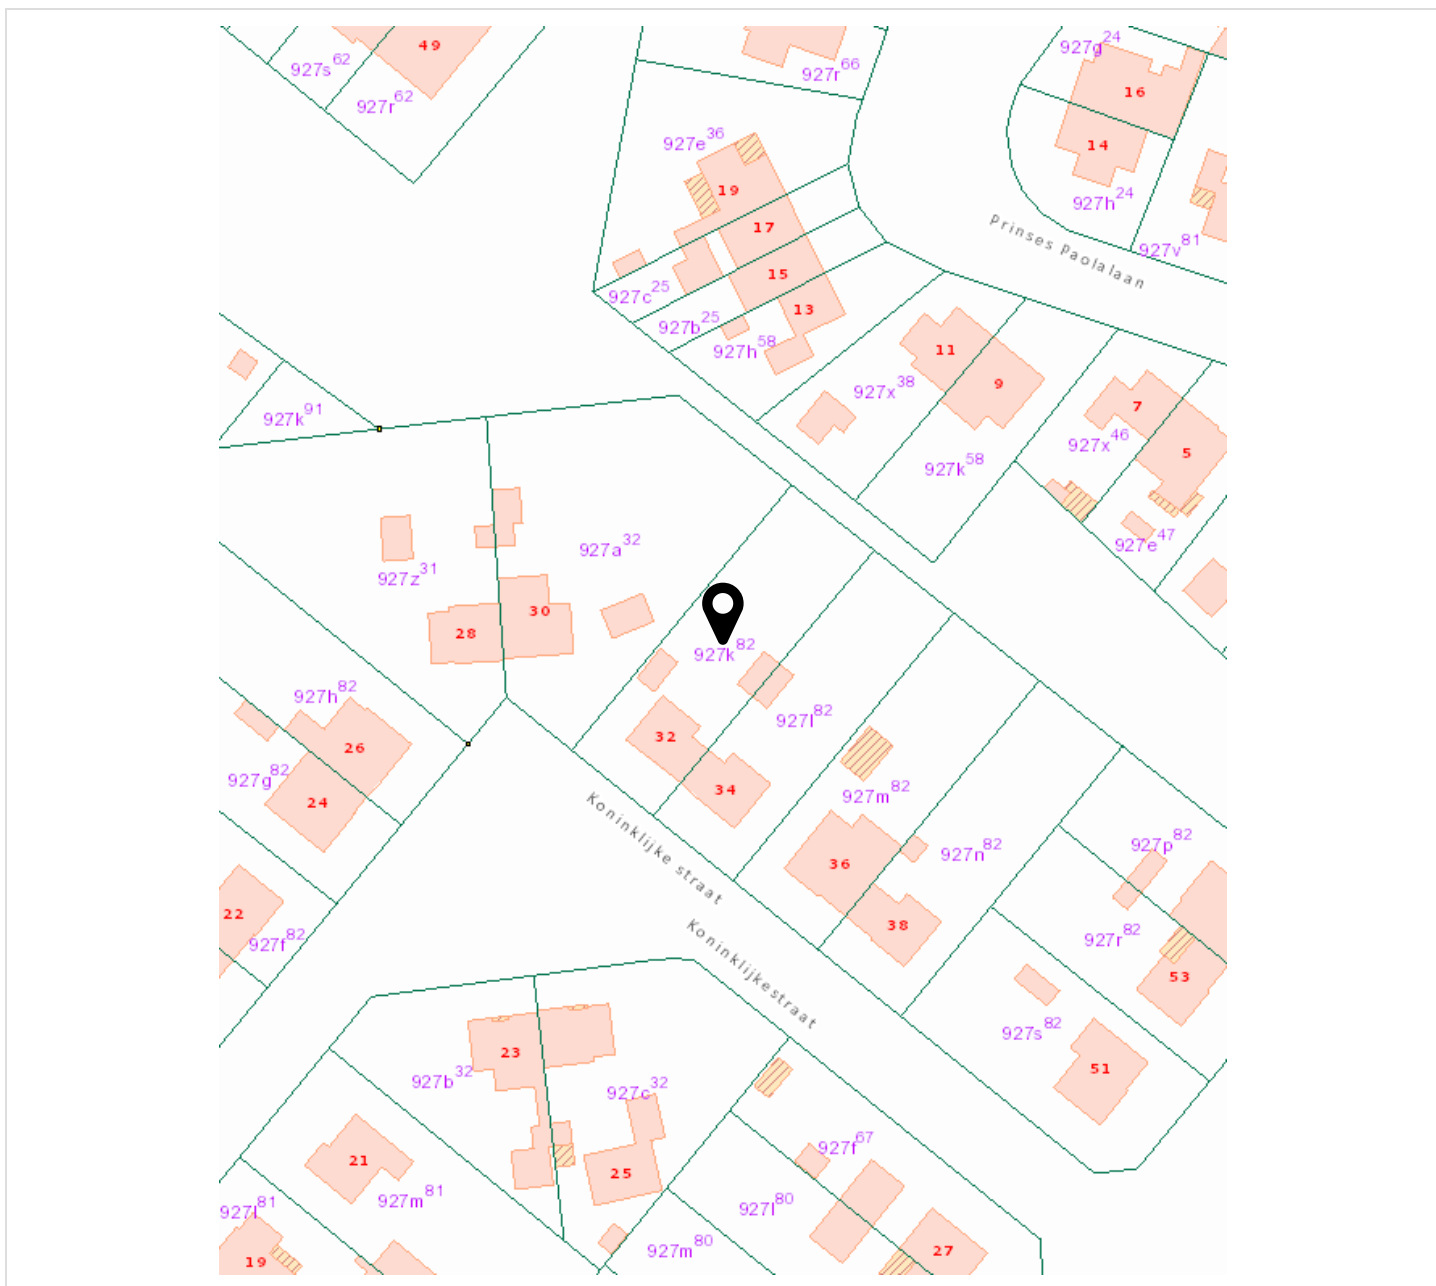 49
927s62
927r62
927r66
927g24
16
14
927h24
927v81
Prinses Paolalaan
927e36
19
17
15
13
927c25
927b25
927h58
11
9
927x38
927k58
7
5
927x46
927e47
927k91
927z31
927a32
28
30
927k82
927l82
32
34
927h82
26
927g82
24
22
927f82
Koninklijke straat
Koninklijkestraat
927m82
36
927n82
38
927p82
927r82
53
927s82
51
23
927b32
927c32
25
21
927m81
927l81
19
927f67
927l80
927m80
27